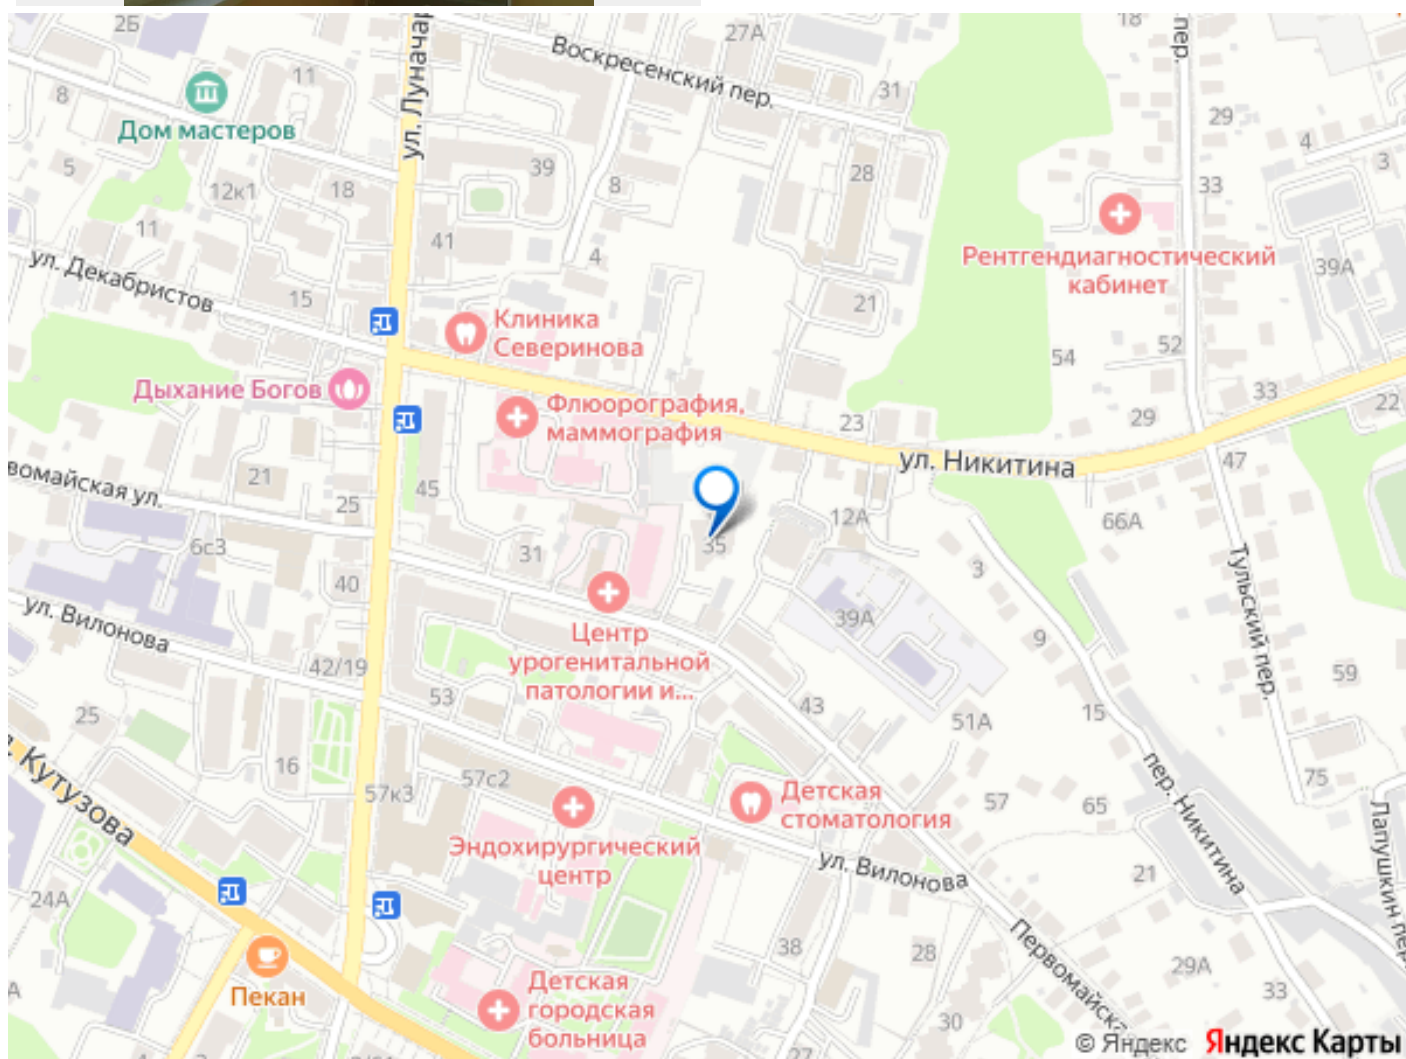 2Б
27А
18
пер.
Воскресенский пер.
ул. Луначар
11
8
31
Дом мастеров
29
4
3
5
12к1
18
39
8
28
33
11
41
4
Рентгендиагностический
кабинет
39А
ул. Декабристов
15
21
Клиника
Северинова
54
52
Дыхание Богов
33
22
Флюорография,
маммография
23
29
ул. Никитина
47
вомайская ул.
21
45
25
12А
66А
6с3
31
35
3
Тульский пер.
40
ул. Вилонова
39А
9
Центр
урогенитальной
патологии и...
42/19
53
59
25
43
51А
15
л. Кутузова
16
57с2
57к3
75
Детская
стоматология
57
65
пер. Никитина
Лапушкин пер
Эндохирургический
центр
ул. Вилонова
21
24А
38
28
Первомайска
29А
Пекан
А
Детская
городская
больница
33
30
27
© Яндекс Яндекс Карты